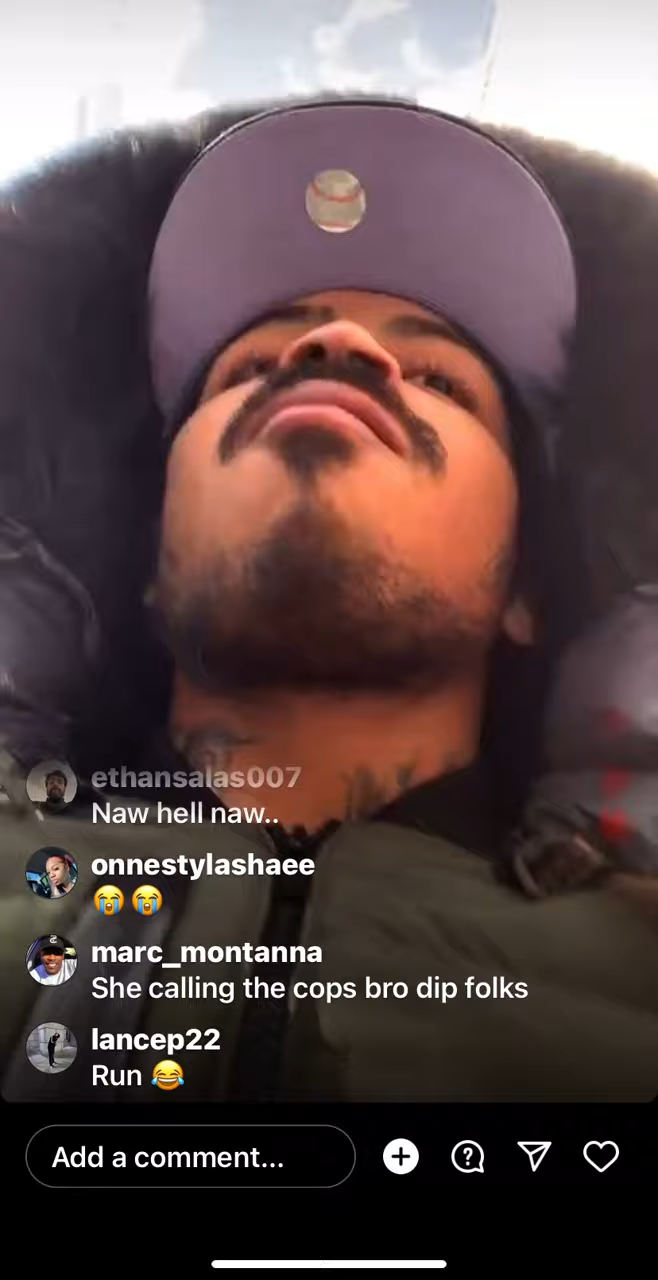 ethansalas007
Naw hell naw..
onnestylashaee
😭😭
marc_montanna
She calling the cops bro dip folks
lancep22
Run 😂
Add a comment...